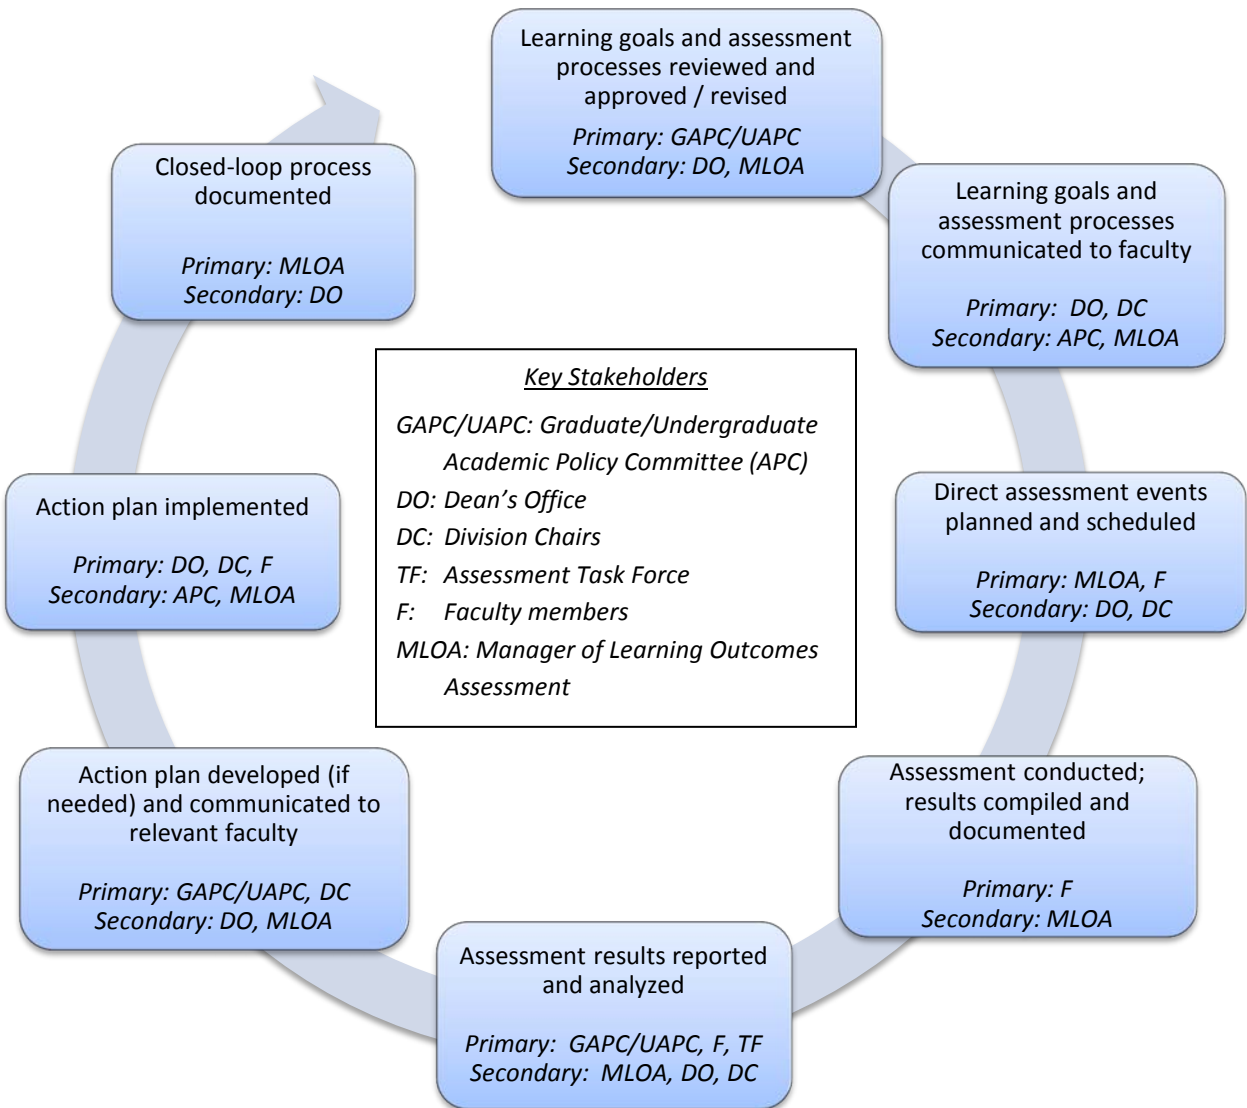 Learning goals and assessment
processes reviewed and
approved / revised
Primary: GAPC/UAPC
Secondary: DO, MLOA
Learning goals and
assessment processes
communicated to faculty
Primary: DO, DC
Secondary: APC, MLOA
Direct assessment events
planned and scheduled
Primary: MLOA, F
Secondary: DO, DC
Assessment conducted;
results compiled and
documented
Primary: F
Secondary: MLOA
Assessment results reported
and analyzed
Primary: GAPC/UAPC, F, TF
Secondary: MLOA, DO, DC
Action plan developed (if
needed) and communicated to
relevant faculty
Primary: GAPC/UAPC, DC
Secondary: DO, MLOA
Action plan implemented
Primary: DO, DC, F
Secondary: APC, MLOA
Closed-loop process
documented
Primary: MLOA
Secondary: DO
Key Stakeholders
GAPC/UAPC: Graduate/Undergraduate
Academic Policy Committee (APC)
DO: Dean’s Office
DC: Division Chairs
TF: Assessment Task Force
F: Faculty members
MLOA: Manager of Learning Outcomes
Assessment